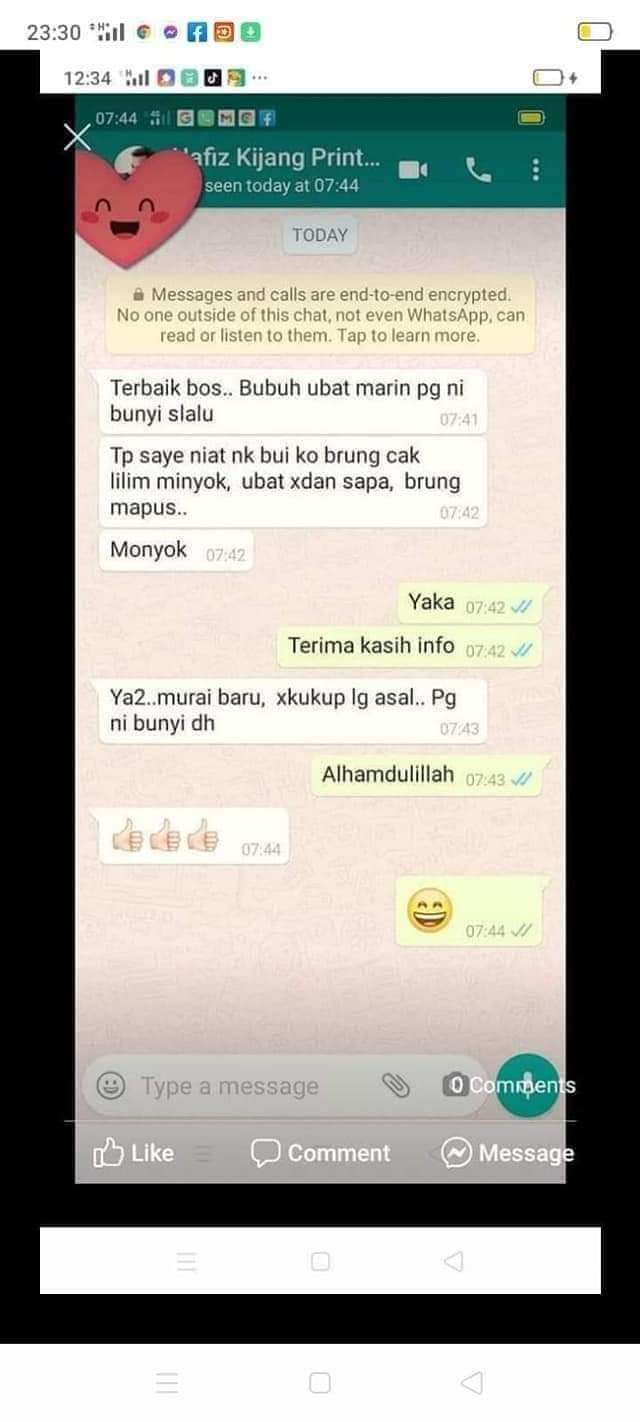 23:30
12:34
07:44
afiz Kijang Print...
seen today at 07:44
TODAY
Messages and calls are end-to-end encrypted.
No one outside of this chat, not even WhatsApp, can
read or listen to them. Tap to learn more.
Terbaik bos.. Bubuh ubat marin pg ni
bunyi slalu
07:41
Tp saye niat nk bui ko brung cak
lilim minyok, ubat xdan sapa, brung
mapus..
07:42
Monyok 07:42
Yaka 07:42
Terima kasih info 07:42
Ya2..murai baru, xkukup lg asal.. Pg
ni bunyi dh
07:43
Alhamdulillah 07:43
07:44
07:44
Type a message
0 Comments
Like Comment Message